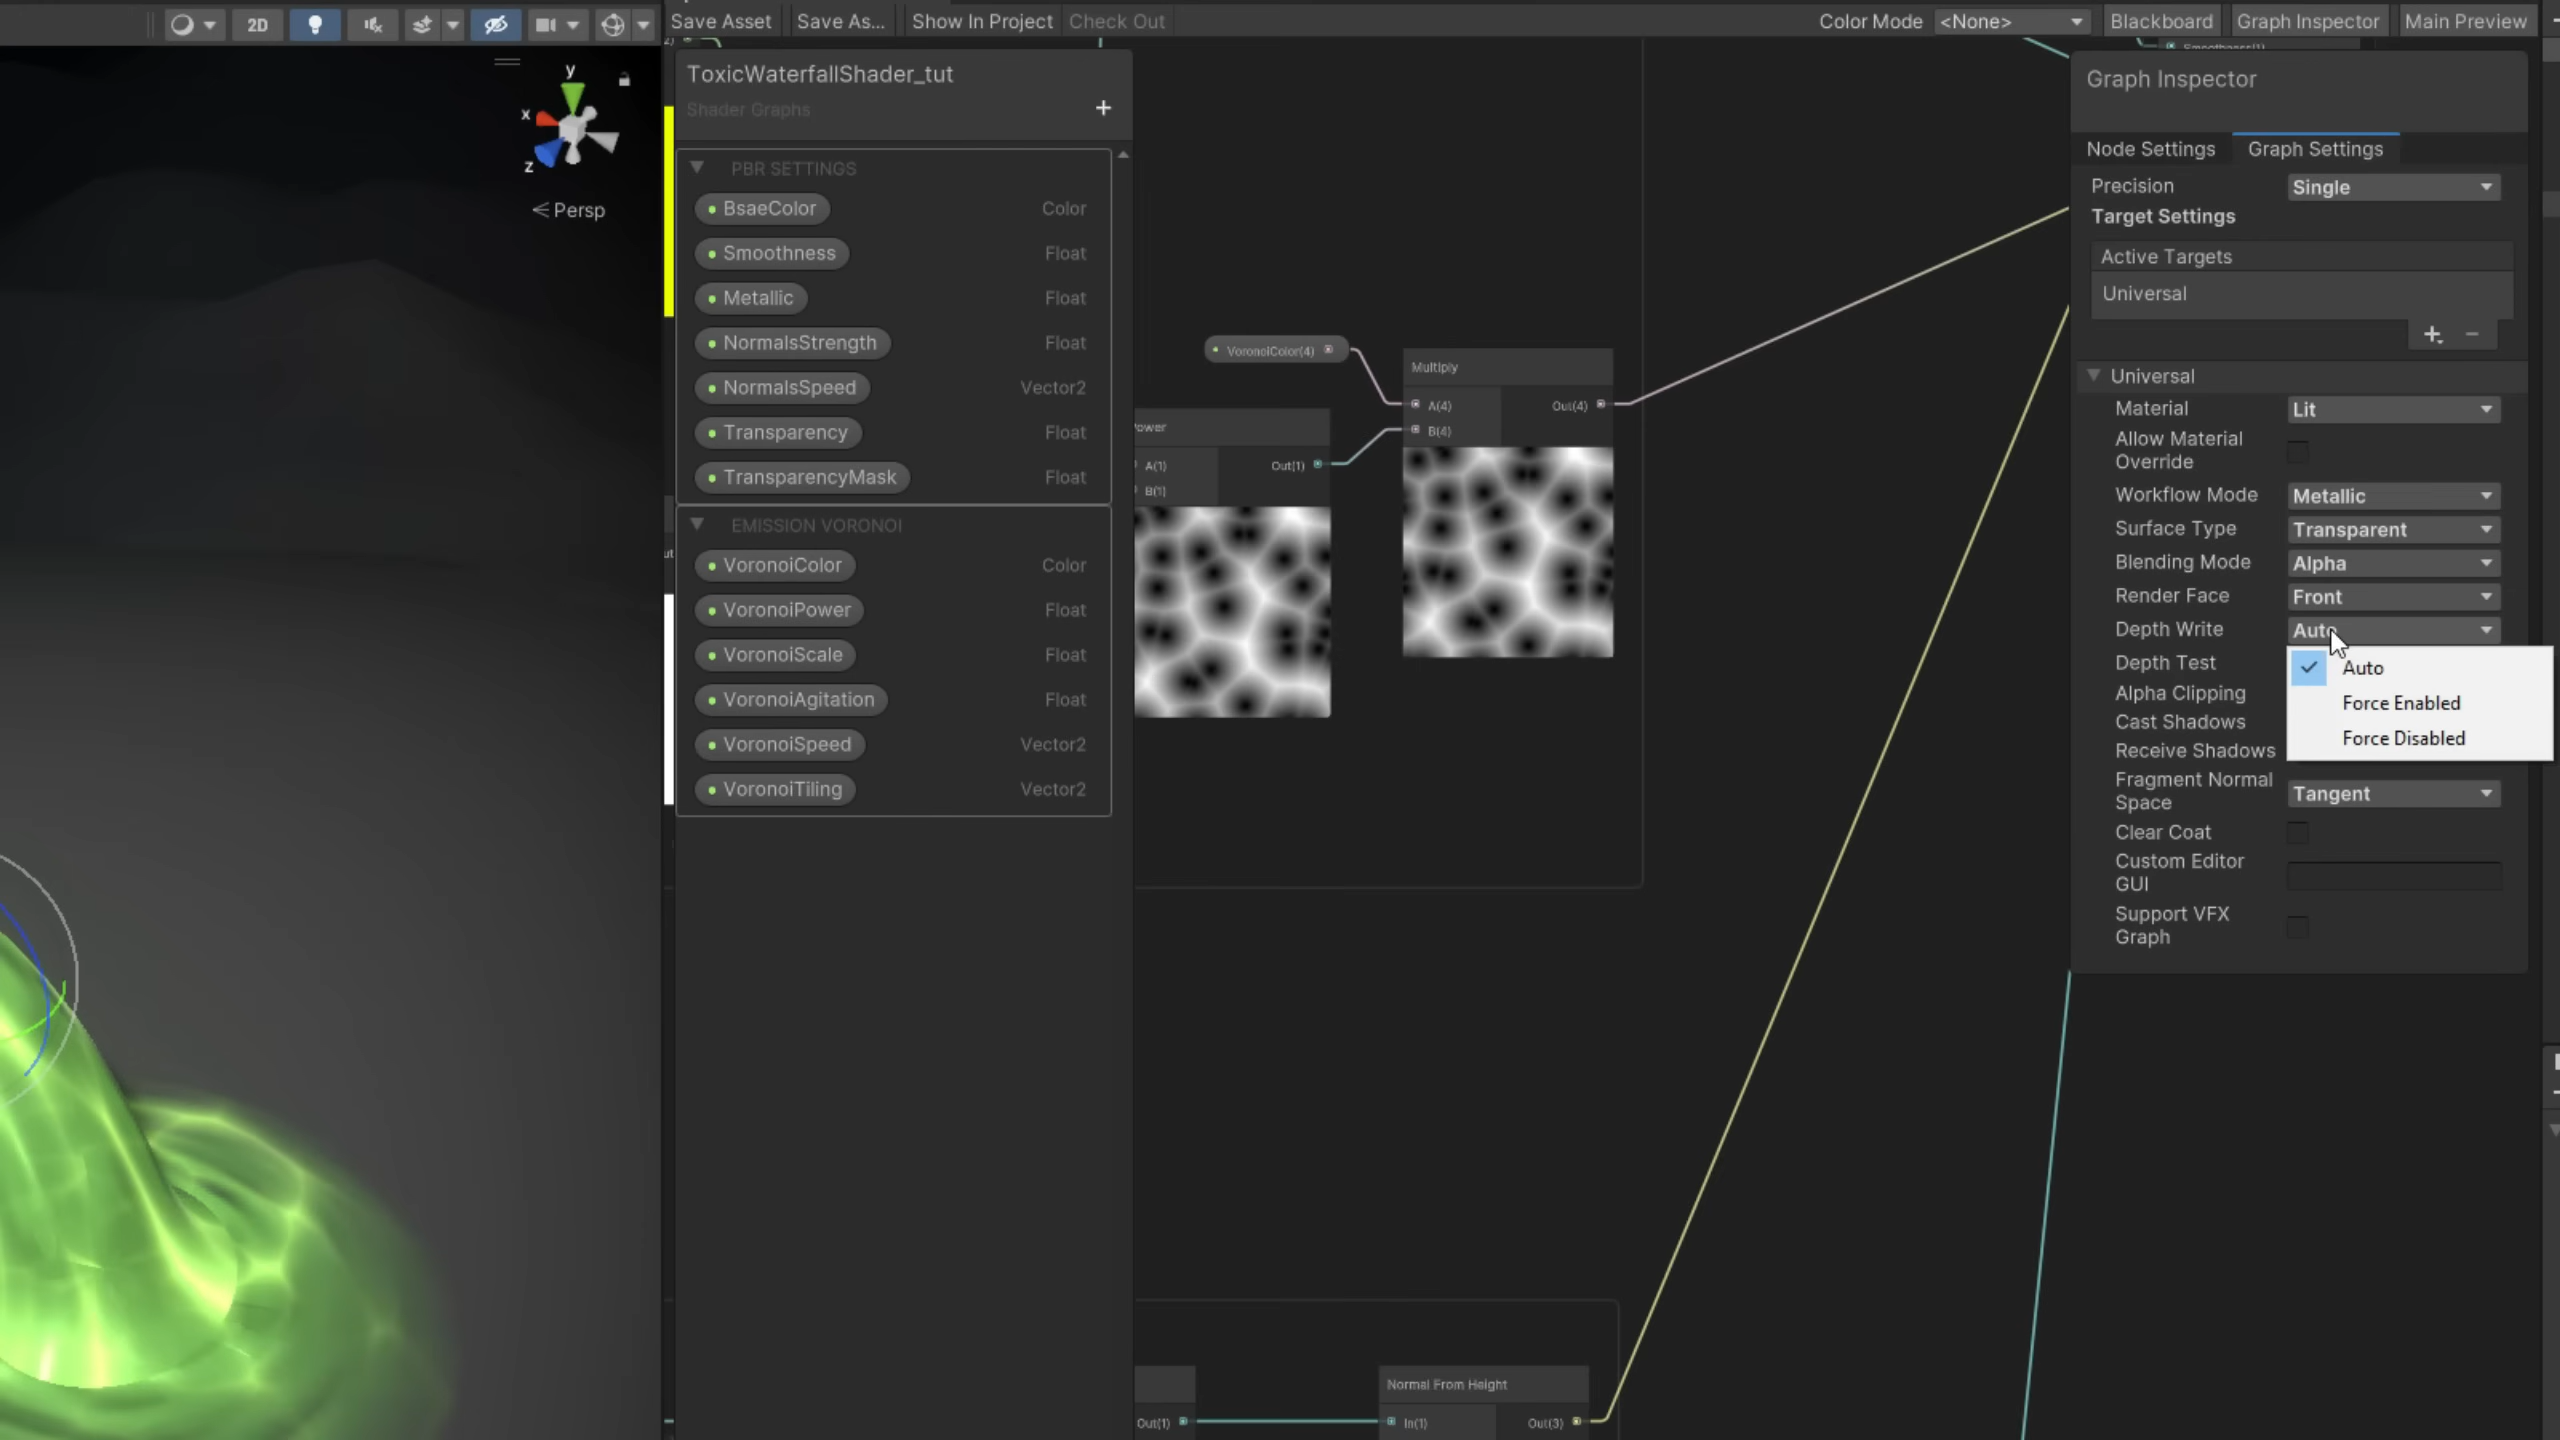 2D
Save Asset
Save As...
Show In Project
Check Out
Color Mode
<None>
Blackboard
Graph Inspector
Main Preview
y
x
z
Persp
ToxicWaterfallShader_tut
Shader Graphs
PBR SETTINGS
BsaeColor Color
Smoothness Float
Metallic Float
NormalsStrength Float
NormalsSpeed Vector2
Transparency Float
TransparencyMask Float
EMISSION VORONOI
VoronoiColor Color
VoronoiPower Float
VoronoiScale Float
VoronoiAgitation Float
VoronoiSpeed Vector2
VoronoiTiling Vector2
VoronoiColor(4)
Multiply
A(4) Out(4)
B(4)
A(1) Out(1)
B(1)
Normal From Height
Out(1)
In(1) Out(3)
Smoothness(1)
Graph Inspector
Node Settings
Graph Settings
Precision Single
Target Settings
Active Targets
Universal
Universal
Material Lit
Allow Material
Override
Workflow Mode Metallic
Surface Type Transparent
Blending Mode Alpha
Render Face Front
Depth Write Auto
Depth Test
Alpha Clipping
Cast Shadows
Receive Shadows
Auto
Force Enabled
Force Disabled
Fragment Normal
Space
Tangent
Clear Coat
Custom Editor
GUI
Support VFX
Graph